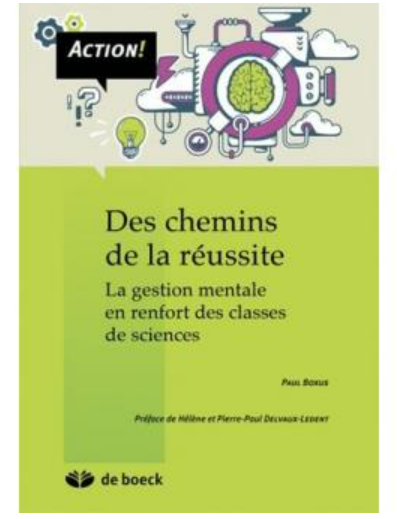 ACTION!
!?
Des chemins
de la réussite
La gestion mentale
en renfort des classes
de sciences
PAUL BOXUS
Préface de Hélène et Pierre-Paul DELVAUX-LEDENT
de boeck